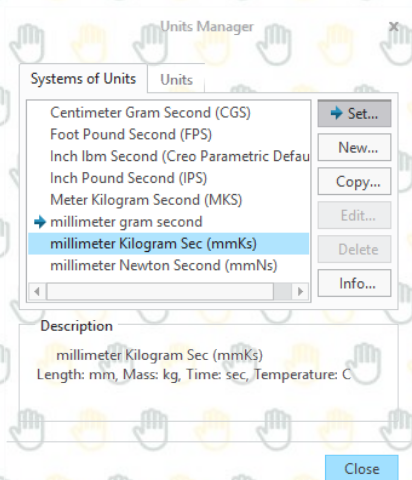 Units Manager
x
Systems of Units
Units
Centimeter Gram Second (CGS)
Foot Pound Second (FPS)
Inch lbm Second (Creo Parametric Defau
Inch Pound Second (IPS)
Meter Kilogram Second (MKS)
millimeter gram second
millimeter Kilogram Sec (mmKs)
millimeter Newton Second (mmNs)
Set...
New...
Copy...
Edit...
Delete
Info...
Description
millimeter Kilogram Sec (mmKs)
Length: mm, Mass: kg, Time: sec, Temperature: C
Close